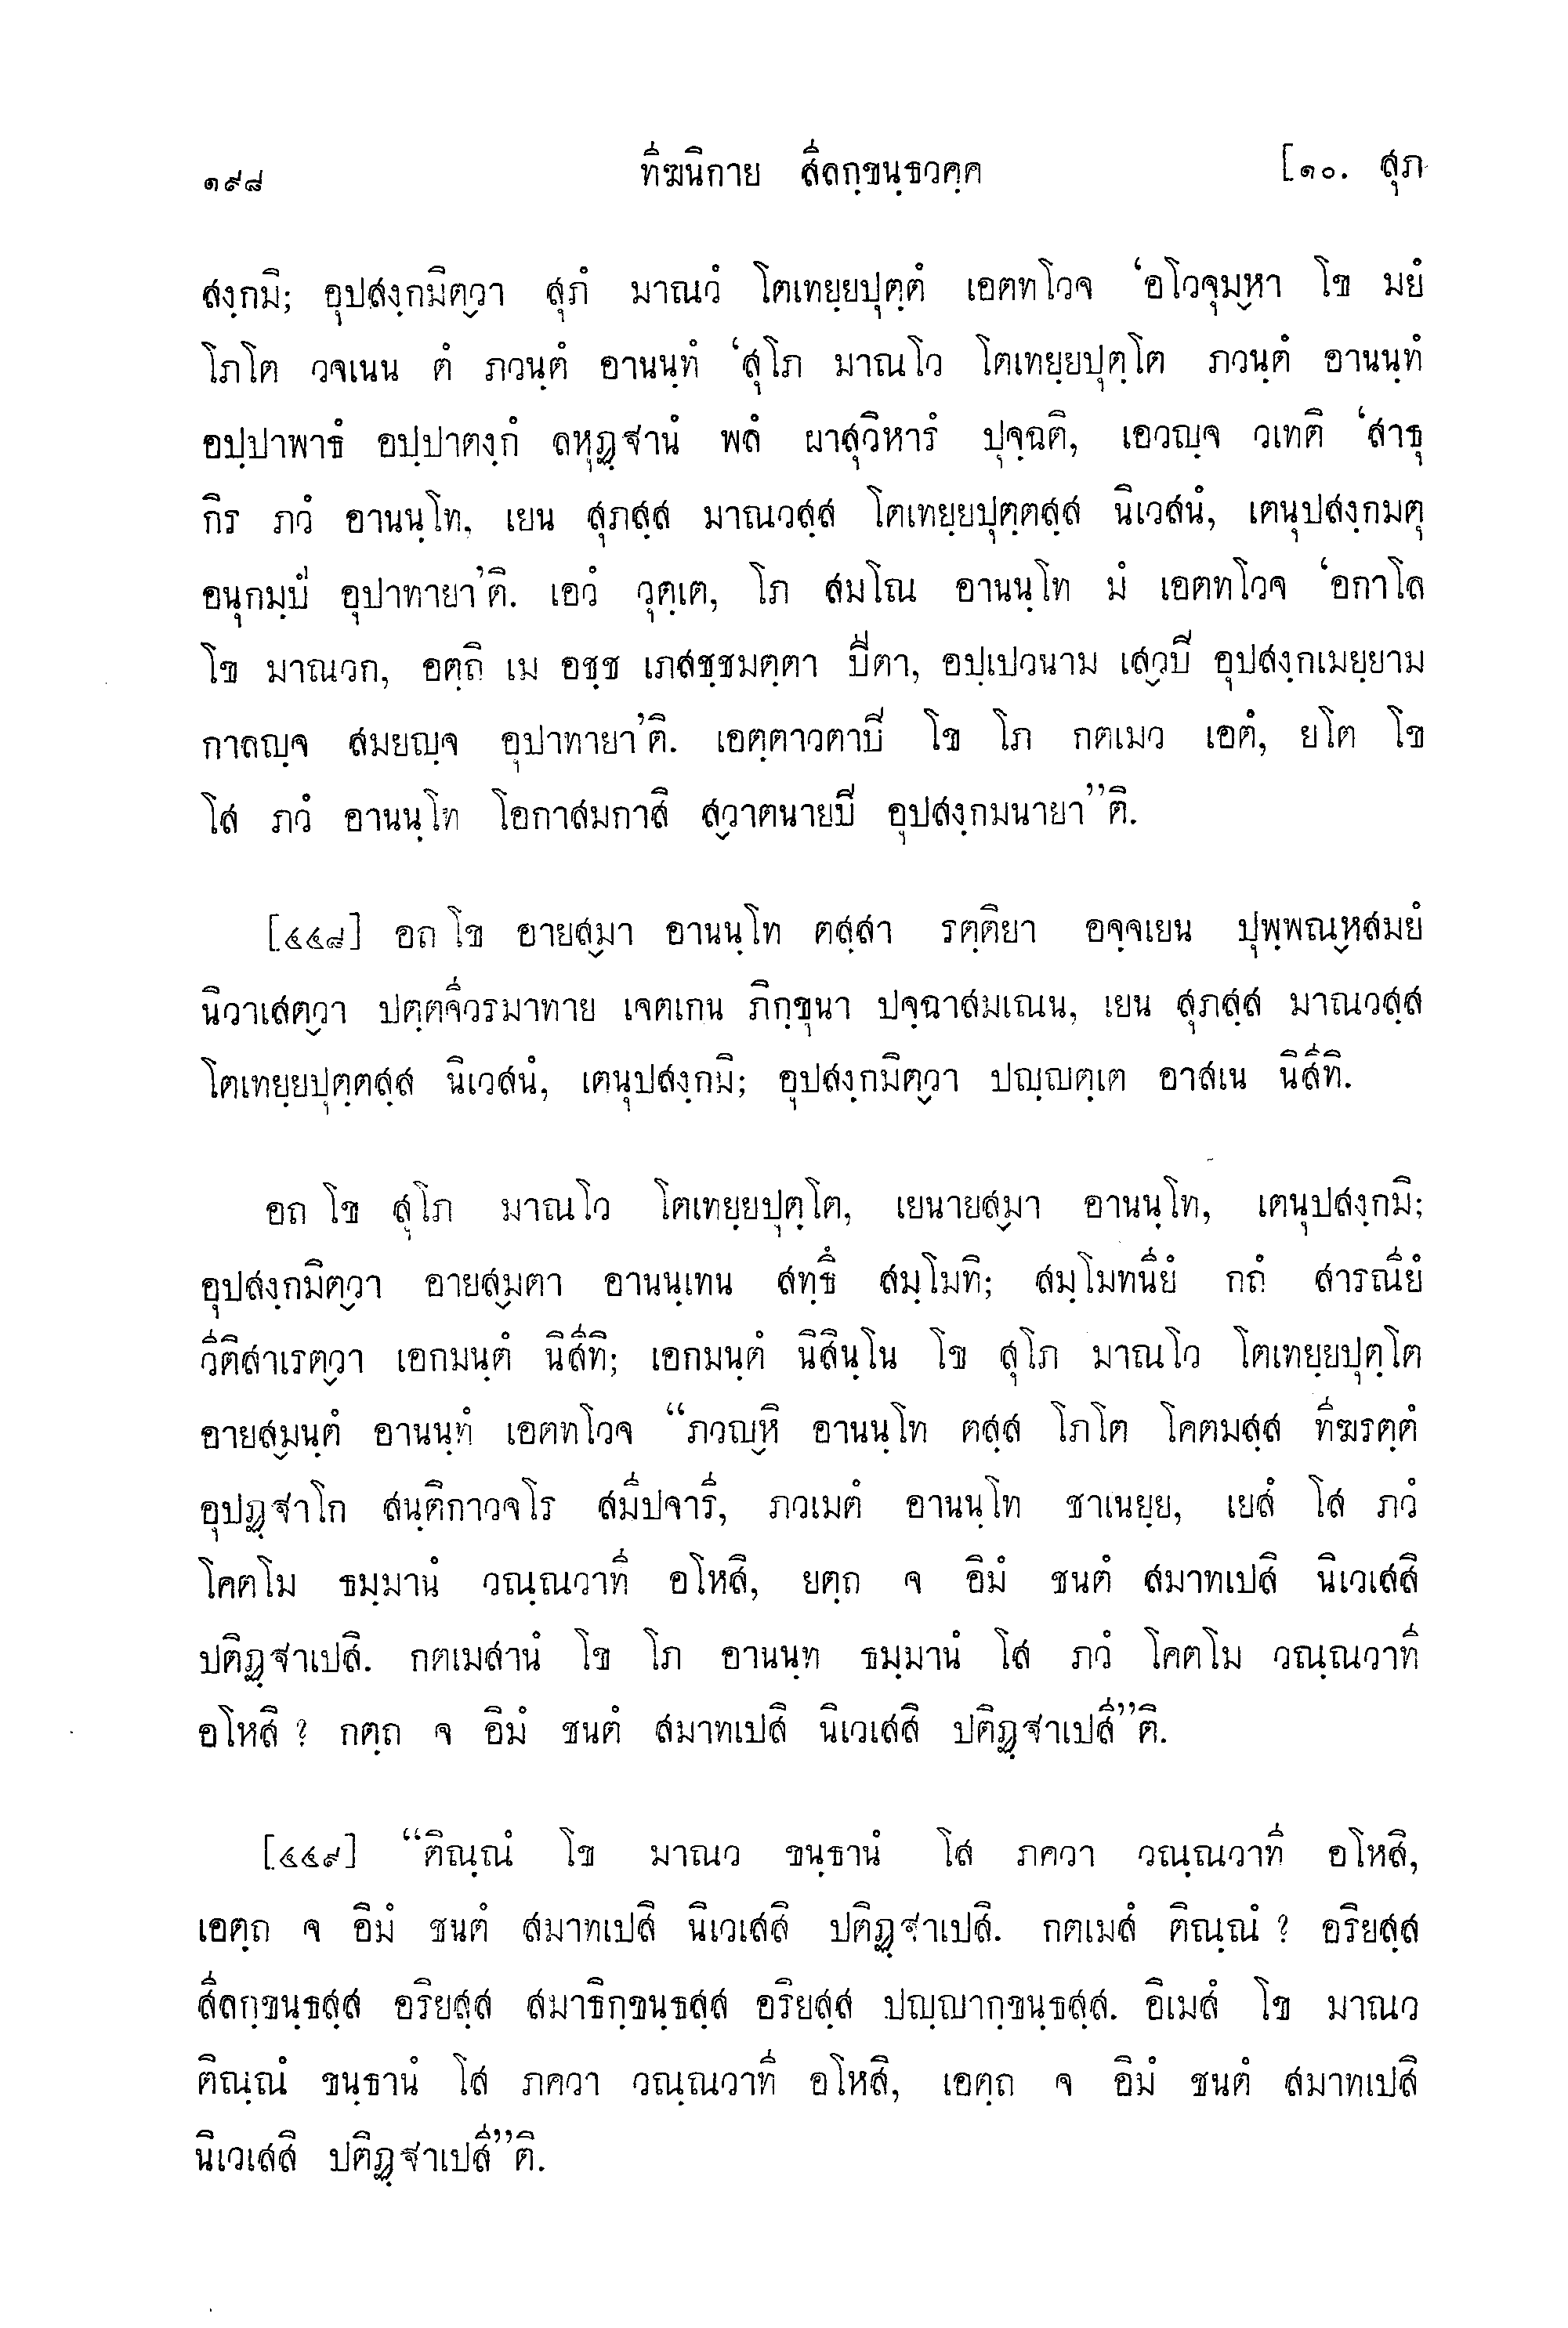 ๑๙๘ ทีฆนิกาย สีลกฺขนฺธวคฺค [๑๐. สุภ
สงฺกมิ; อุปสงฺกมิตฺวา สุภํ มาณวํ โตเทยฺยปุตฺตํ เอตทโวจ ‘อโวจุมฺหา โข มยํ
โภโต วจเนน ตํ ภวนฺตํ อานนฺทํ ‘สุโภ มาณโว โตเทยฺยปุตฺโต ภวนฺตํ อานนฺทํ
อปฺปาพาธํ อปฺปาตงฺกํ ลหุฏฺฐานํ พลํ ผาสุวิหารํ ปุจฺฉติ, เอวญฺจ วเทติ ‘สาธุ
กิร ภวํ อานนฺโท, เยน สุภสฺส มาณวสฺส โตเทยฺยปุตฺตสฺส นิเวสนํ, เตนุปสงฺกมตุ
อนุกมฺปํ อุปาทายา’ติ. เอวํ วุตฺเต, โภ สมโณ อานนฺโท มํ เอตทโวจ ‘อกาโล
โข มาณวก, อตฺถิ เม อชฺช เภสชฺชมตฺตา ปีตา, อปฺเปวนาม เสฺวปิ อุปสงฺกเมยฺยาม
กาลญฺจ สมยญฺจ อุปาทายา’ติ. เอตฺตาวตาปิ โข โภ กตเมว เอตํ, ยโต โข
โส ภวํ อานนฺโท โอกาสมกาสิ สฺวาตนายปิ อุปสงฺกมนายา”ติ.
[๔๔๘] อถ โข อายสฺมา อานนฺโท ตสฺสา รตฺติยา อจฺจเยน ปุพฺพณฺหสมยํ
นิวาเสตฺวา ปตฺตจีวรมาทาย เจตเกน ภิกฺขุนา ปจฺฉาสมเณน, เยน สุภสฺส มาณวสฺส
โตเทยฺยปุตฺตสฺส นิเวสนํ, เตนุปสงฺกมิ; อุปสงฺกมิตฺวา ปญฺญตฺเต อาสเน นิสีทิ.
อถ โข สุโภ มาณโว โตเทยฺยปุตฺโต, เยนายสฺมา อานนฺโท, เตนุปสงฺกมิ;
อุปสงฺกมิตฺวา อายสฺมตา อานนฺเทน สทฺธึ สมฺโมทิ; สมฺโมทนียํ กถํ สารณียํ
วีติสาเรตฺวา เอกมนฺตํ นิสีทิ; เอกมนฺตํ นิสินฺโน โข สุโภ มาณโว โตเทยฺยปุตฺโต
อายสฺมนฺตํ อานนฺทํ เอตทโวจ “ภวญฺหิ อานนฺโท ตสฺส โภโต โคตมสฺส ทีฆรตฺตํ
อุปฏฺฐาโก สนฺติกาวจโร สมีปจารี, ภวเมตํ อานนฺโท ชาเนยฺย, เยสํ โส ภวํ
โคตโม ธมฺมานํ วณฺณวาที อโหสิ, ยตฺถ จ อิมํ ชนตํ สมาทเปสิ นิเวเสสิ
ปติฏฺฐาเปสิ. กตเมสานํ โข โภ อานนฺท ธมฺมานํ โส ภวํ โคตโม วณฺณวาที
อโหสิ ? กตฺถ จ อิมํ ชนตํ สมาทเปสิ นิเวเสสิ ปติฏฺฐาเปสี”ติ.
[๔๔๙] “ติณฺณํ โข มาณว ขนฺธานํ โส ภควา วณฺณวาที อโหสิ,
เอตฺถ จ อิมํ ชนตํ สมาทเปสิ นิเวเสสิ ปติฏฺฐาเปสิ. กตเมสํ ติณฺณํ ? อริยสฺส
สีลกฺขนฺธสฺส อริยสฺส สมาธิกฺขนฺธสฺส อริยสฺส ปญฺญากฺขนฺธสฺส. อิเมสํ โข มาณว
ติณฺณํ ขนฺธานํ โส ภควา วณฺณวาที อโหสิ, เอตฺถ จ อิมํ ชนตํ สมาทเปสิ
นิเวเสสิ ปติฏฺฐาเปสี”ติ.